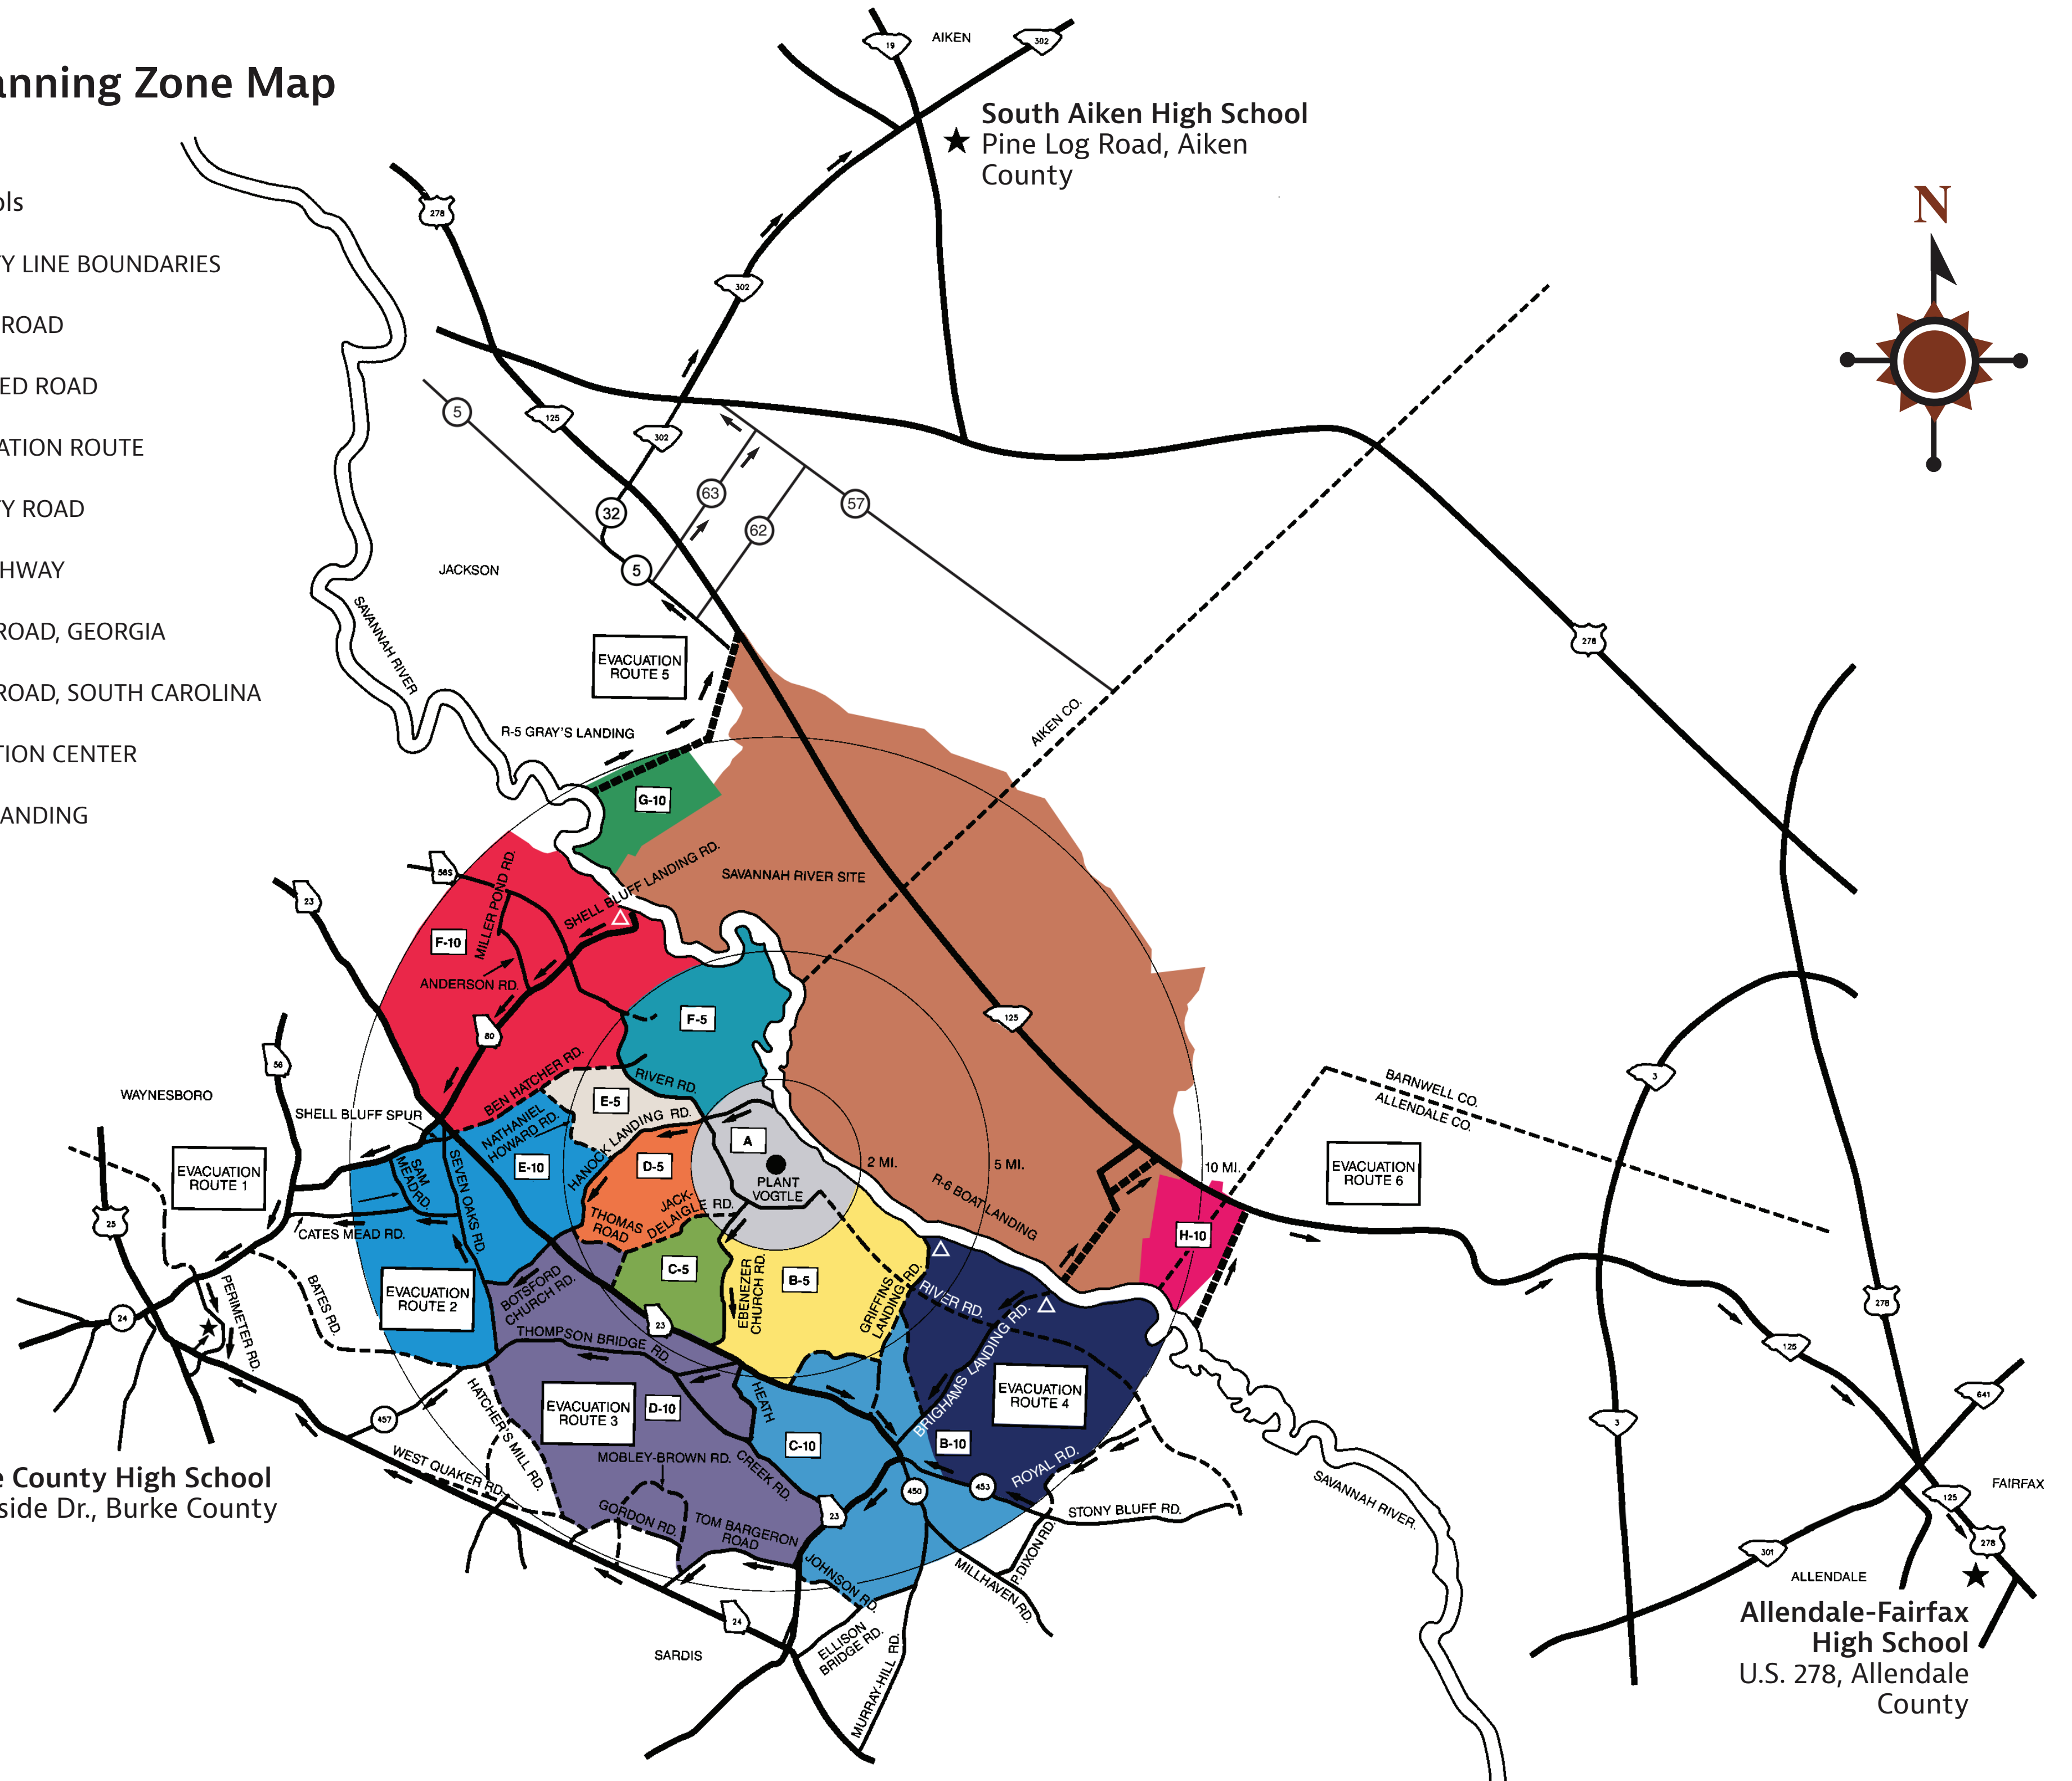 anning Zone Map
ols
Y LINE BOUNDARIES
ROAD
ED ROAD
ATION ROUTE
Y ROAD
HWAY
ROAD, GEORGIA
ROAD, SOUTH CAROLINA
TION CENTER
ANDING
19
AIKEN
302
South Aiken High School
Pine Log Road, Aiken
County
N
278
302
5
125
302
63
57
32
62
5
JACKSON
SAVANNAH RIVER
EVACUATION
ROUTE 5
R-5 GRAY'S LANDING
AIKEN CO.
278
G-10
SHELL BLUFF LANDING RD.
SAVANNAH RIVER SITE
56S
23
MILLER POND RD.
F-10
ANDERSON RD.
F-5
125
80
56
WAYNESBORO
BEN HATCHER RD.
RIVER RD.
SHELL BLUFF SPUR
E-5
NATHANIEL
HOWARD RD.
HANOCK LANDING RD.
A
PLANT
VOGTLE
2 MI.
5 MI.
10 MI.
3
BARNWELL CO.
ALLENDALE CO.
EVACUATION
ROUTE 1
SAM
MEAD RD.
SEVEN OAKS RD.
E-10
D-5
EVACUATION
ROUTE 6
25
CATES MEAD RD.
THOMAS
ROAD
JACK-
DELAIGLE RD.
R-6 BOAT LANDING
H-10
C-5
B-5
EBENEZER
CHURCH RD.
GRIFFINS
LANDING RD.
RIVER RD.
PERIMETER RD.
BATES RD.
EVACUATION
ROUTE 2
BOTSFORD
CHURCH RD.
24
23
THOMPSON BRIDGE RD.
BRIGHAMS LANDING RD.
278
125
EVACUATION
ROUTE 3
D-10
HEATH
CREEK RD.
EVACUATION
ROUTE 4
641
457
HATCHER'S MILL RD.
C-10
B-10
3
WEST QUAKER RD.
MOBLEY-BROWN RD.
ROYAL RD.
e County High School
side Dr., Burke County
450
453
STONY BLUFF RD.
SAVANNAH RIVER.
FAIRFAX
125
GORDON RD.
TOM BARGERON
ROAD
23
P.DIXON RD.
278
301
JOHNSON RD.
MILLHAVEN RD.
ALLENDALE
24
ELLISON
BRIDGE RD.
SARDIS
MURRAY-HILL RD.
Allendale-Fairfax
High School
U.S. 278, Allendale
County